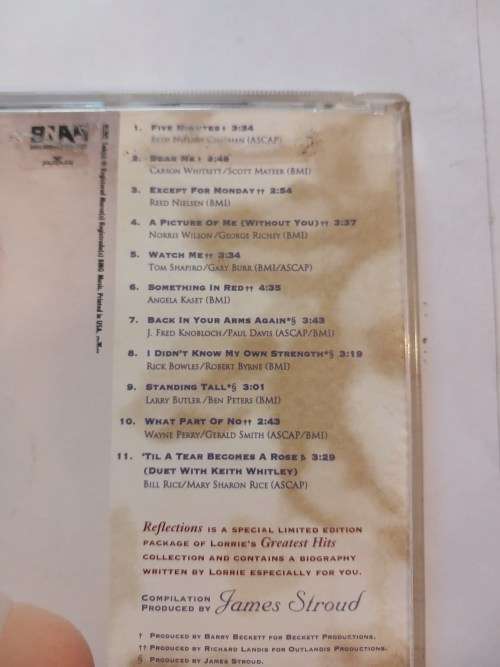 BNA
1. Five Minutes† 3:34
Beth Nielsen Chapman (ASCAP)
2. Dear Me†
Carson Whitsett/Scott Mateer (BMI)
3. Except For Monday†† 2:54
Reed Nielsen (BMI)
4. A Picture Of Me (Without You)†† 3:37
Norris Wilson/George Richey (BMI)
5. Watch Me†† 3:34
Tom Shapiro/Gary Burr (BMI/ASCAP)
6. Something In Red†† 4:35
Angela Kaset (BMI)
7. Back In Your Arms Again*§ 3:43
J. Fred Knobloch/Paul Davis (ASCAP/BMI)
8. I Didn't Know My Own Strength*§ 3:19
Rick Bowles/Robert Byrne (BMI)
9. Standing Tall*§ 3:01
Larry Butler/Ben Peters (BMI)
10. What Part Of No†† 2:43
Wayne Perry/Gerald Smith (ASCAP/BMI)
11. 'Til A Tear Becomes A Rose 3:29
(Duet With Keith Whitley)
Bill Rice/Mary Sharon Rice (ASCAP)
Reflections is a special limited edition
package of Lorrie's Greatest Hits
collection and contains a biography
written by Lorrie especially for you.
Compilation
Produced by James Stroud
† Produced by Barry Beckett for Beckett Productions.
†† Produced by Richard Landis for Outlandis Productions.
§ Produced by James Stroud.